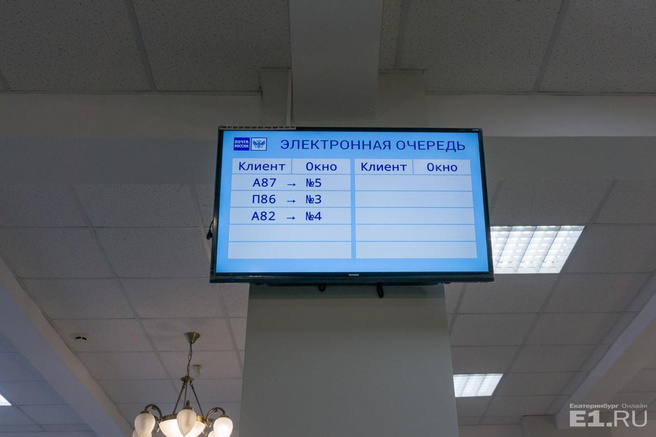 ПОЧТА РОССИИ
ЭЛЕКТРОННАЯ ОЧЕРЕДЬ
Клиент Окно Клиент Окно
А87 → №5
П86 → №3
А82 → №4
Екатеринбург Онлайн
E1.RU